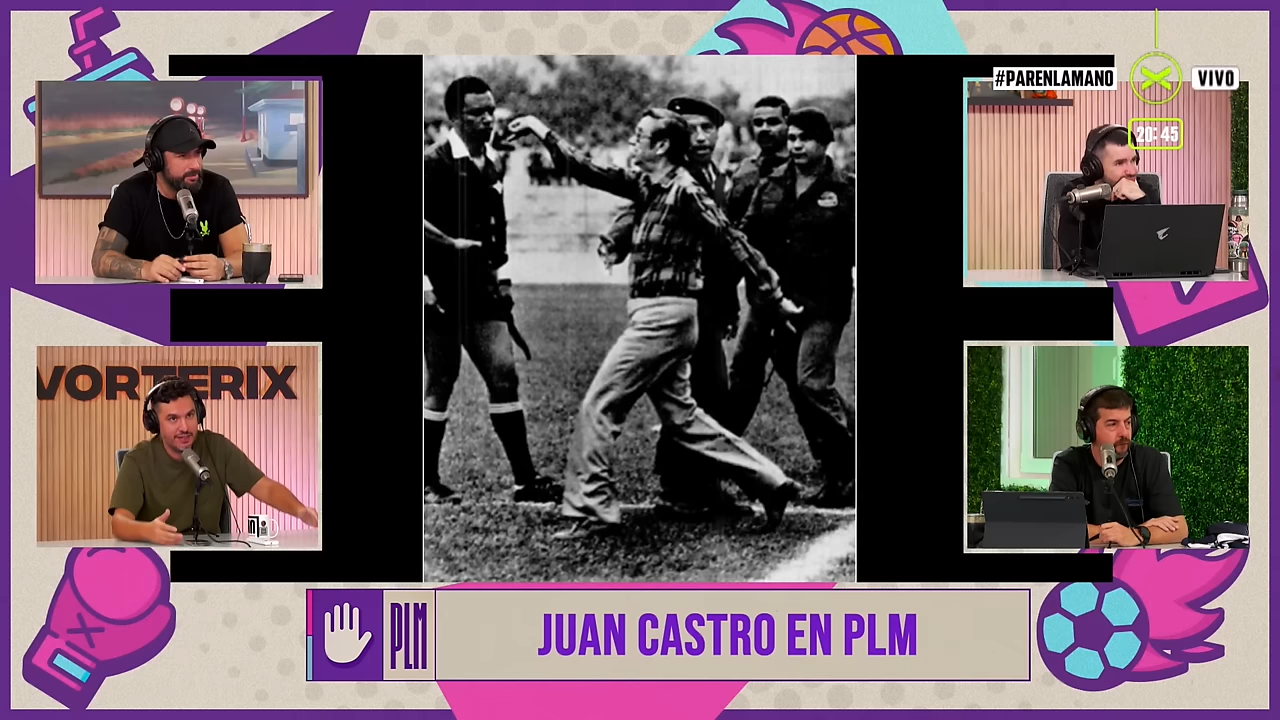 #PARENLAMANO
VIVO
20:45
VORTERIX
PLM
JUAN CASTRO EN PLM